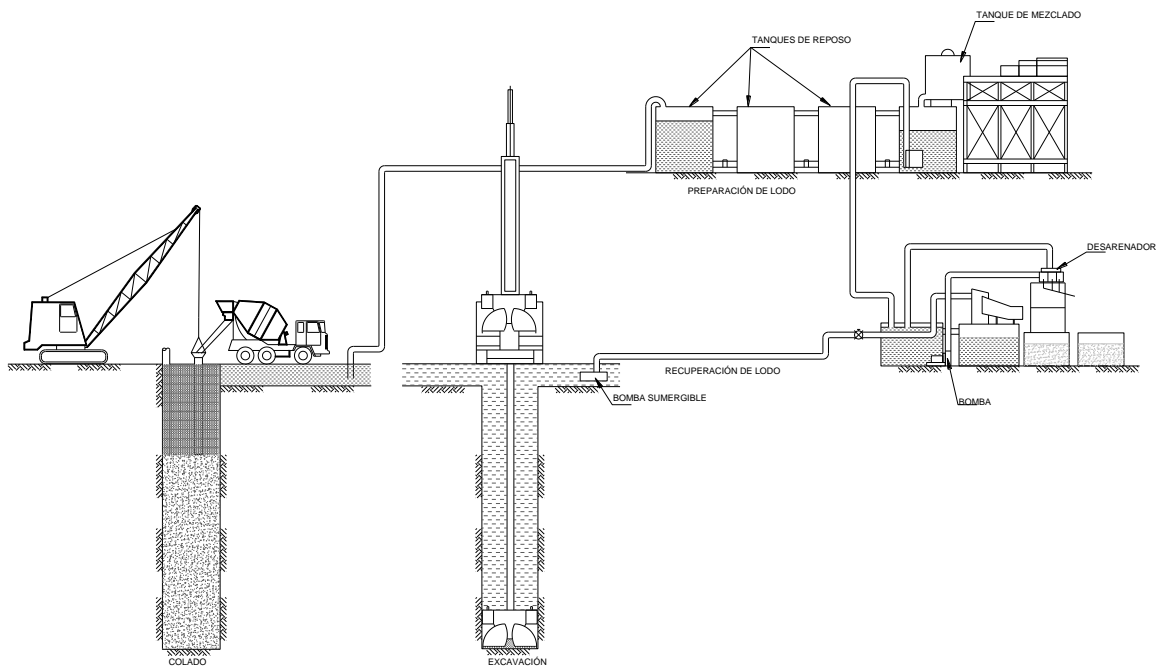 TANQUE DE MEZCLADO
TANQUES DE REPOSO
PREPARACIÓN DE LODO
DESARENADOR
RECUPERACIÓN DE LODO
BOMBA SUMERGIBLE
BOMBA
COLADO
EXCAVACIÓN